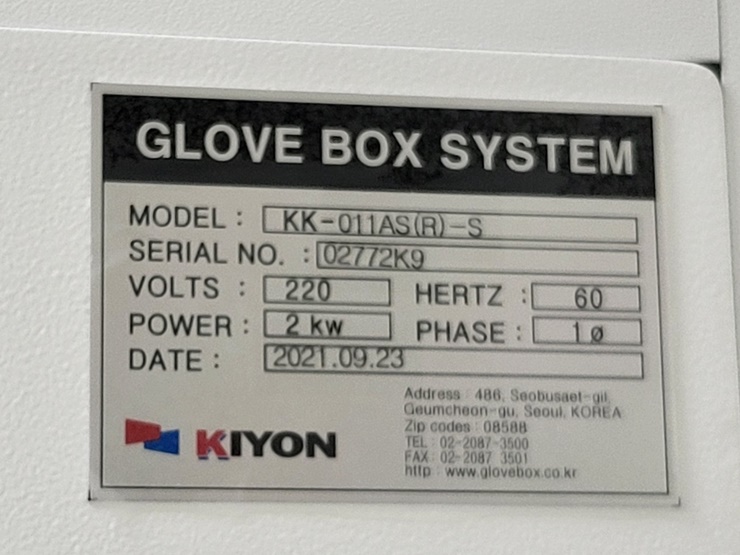 GLOVE BOX SYSTEM
MODEL : KK-011AS(R)-S
SERIAL NO. : 02772K9
VOLTS : 220 HERTZ : 60
POWER : 2 kw PHASE : 1ø
DATE : 2021.09.23
KIYON
Address : 486, Seobusaet-gil,
Geumcheon-gu, Seoul, KOREA
Zip codes : 08588
TEL : 02-2087-3500
FAX : 02-2087 3501
http : www.glovebox.co.kr